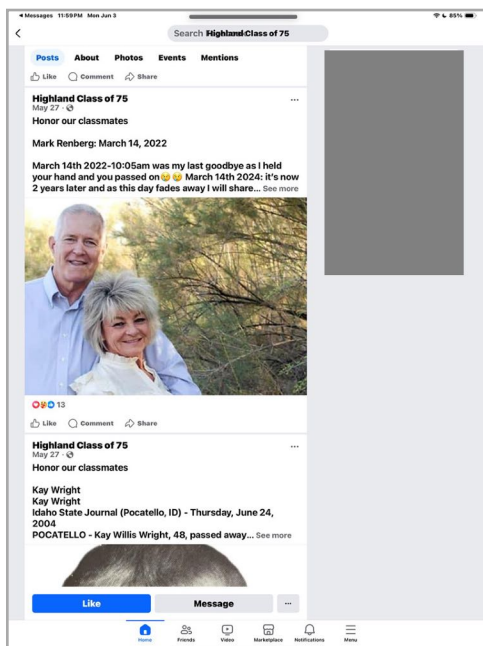 Messages 11:59 PM Mon Jun 3
85%
Search Highland Class of 75
Posts About Photos Events Mentions
Like Comment Share
Highland Class of 75
May 27 ·
Honor our classmates
Mark Renberg: March 14, 2022
March 14th 2022-10:05am was my last goodbye as I held
your hand and you passed on😢😢 March 14th 2024: it's now
2 years later and as this day fades away I will share... See more
13
Like Comment Share
Highland Class of 75
May 27 ·
Honor our classmates
Kay Wright
Kay Wright
Idaho State Journal (Pocatello, ID) - Thursday, June 24,
2004
POCATELLO - Kay Willis Wright, 48, passed away... See more
Like Message ...
Home Friends Video Marketplace Notifications Menu